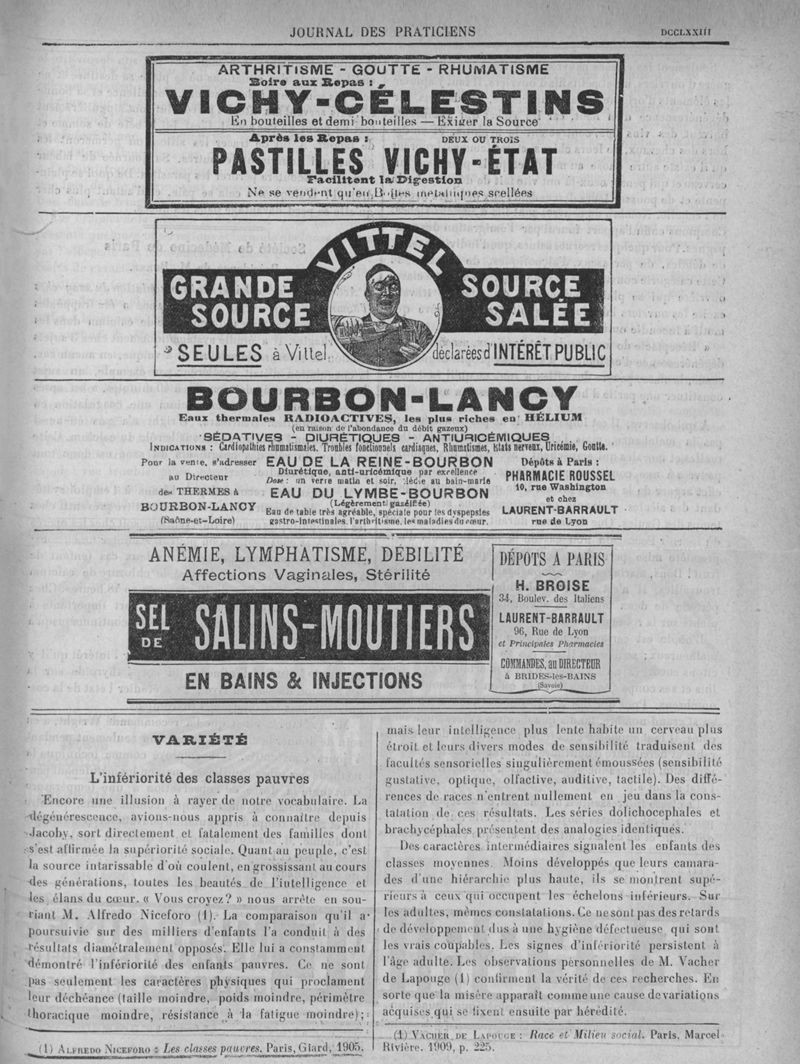 JOURNAL DES PRATICIENS
DCCLXXIII
ARTHRITISME - GOUTTE - RHUMATISME
Boire aux Repas :
VICHY-CÉLESTINS
En bouteilles et demi bouteilles — Exiger la Source
Après les Repas : DEUX OU TROIS
PASTILLES VICHY-ÉTAT
Facilitent la Digestion
Ne se vendent qu'en Boîtes métalliques scellées
VITTEL
GRANDE SOURCE
SOURCE SALÉE
SEULES à Vittel
déclarées d'INTÉRÊT PUBLIC
BOURBON-LANCY
Eaux thermales RADIOACTIVES, les plus riches en HÉLIUM
(en raison de l'abondance du débit gazeux)
SÉDATIVES - DIURÉTIQUES - ANTIURICÉMIQUES
INDICATIONS : Cardiopathies rhumatismales, Troubles fonctionnels cardiaques, Rhumatismes, Etats nerveux, Uricémie, Goutte.
Pour la vente, s'adresser
au Directeur
des THERMES à
BOURBON-LANCY
(Saône-et-Loire)
EAU DE LA REINE-BOURBON
Diurétique, anti-uricémique par excellence
Dose : un verre matin et soir, tiédie au bain-marie
EAU DU LYMBE-BOURBON
(Légèrement gazéifiée)
Eau de table très agréable, spéciale pour les dyspepsies
gastro-intestinales, l'arthritisme, les maladies du cœur.
Dépôts à Paris :
PHARMACIE ROUSSEL
10, rue Washington
et chez
LAURENT-BARRAULT
rue de Lyon
ANÉMIE, LYMPHATISME, DEBILITÉ
Affections Vaginales, Stérilité
SEL DE SALINS-MOUTIERS
EN BAINS & INJECTIONS
DÉPOTS A PARIS
H. BROISE
34, Boulev. des Italiens
LAURENT-BARRAULT
96, Rue de Lyon
et Principales Pharmacies
COMMANDES, au DIRECTEUR
à BRIDES-les-BAINS
(Savoie)
VARIÉTÉ
L'infériorité des classes pauvres
Encore une illusion à rayer de notre vocabulaire. La
dégénérescence, avions-nous appris à connaître depuis
Jacoby, sort directement et fatalement des familles dont
s'est affirmée la supériorité sociale. Quant au peuple, c'est
la source intarissable d'où coulent, en grossissant au cours
des générations, toutes les beautés de l'intelligence et
les élans du cœur. « Vous croyez? » nous arrête en sou-
riant M. Alfredo Niceforo (1). La comparaison qu'il a
poursuivie sur des milliers d'enfants l'a conduit à des
résultats diamétralement opposés. Elle lui a constamment
démontré l'infériorité des enfants pauvres. Ce ne sont
pas seulement les caractères physiques qui proclament
leur déchéance (taille moindre, poids moindre, périmètre
thoracique moindre, résistance à la fatigue moindre);
(1) ALFREDO NICEFORO : Les classes pauvres. Paris, Giard, 1905.
mais leur intelligence plus lente habite un cerveau plus
étroit et leurs divers modes de sensibilité traduisent des
facultés sensorielles singulièrement émoussées (sensibilité
gustative, optique, olfactive, auditive, tactile). Des diffé-
rences de races n'entrent nullement en jeu dans la cons-
tatation de ces résultats. Les séries dolichocephales et
brachycéphales présentent des analogies identiqués.
Des caractères intermédiaires signalent les enfants des
classes moyennes. Moins développés que leurs camara-
des d'une hiérarchie plus haute, ils se montrent supé-
rieurs à ceux qui occupent les échelons inférieurs. Sur
les adultes, mêmes constatations. Ce ne sont pas des retards
de développement dus à une hygiène défectueuse qui sont
les vrais coupables. Les signes d'infériorité persistent à
l'âge adulte. Les observations personnelles de M. Vacher
de Lapouge (1) confirment la vérité de ces recherches. En
sorte que la misère apparaît comme une cause de variations
acquises qui se fixent ensuite par hérédité.
(1) VACHER DE LAPOUGE : Race et Milieu social. Paris, Marcel
Rivière. 1909, p. 225.